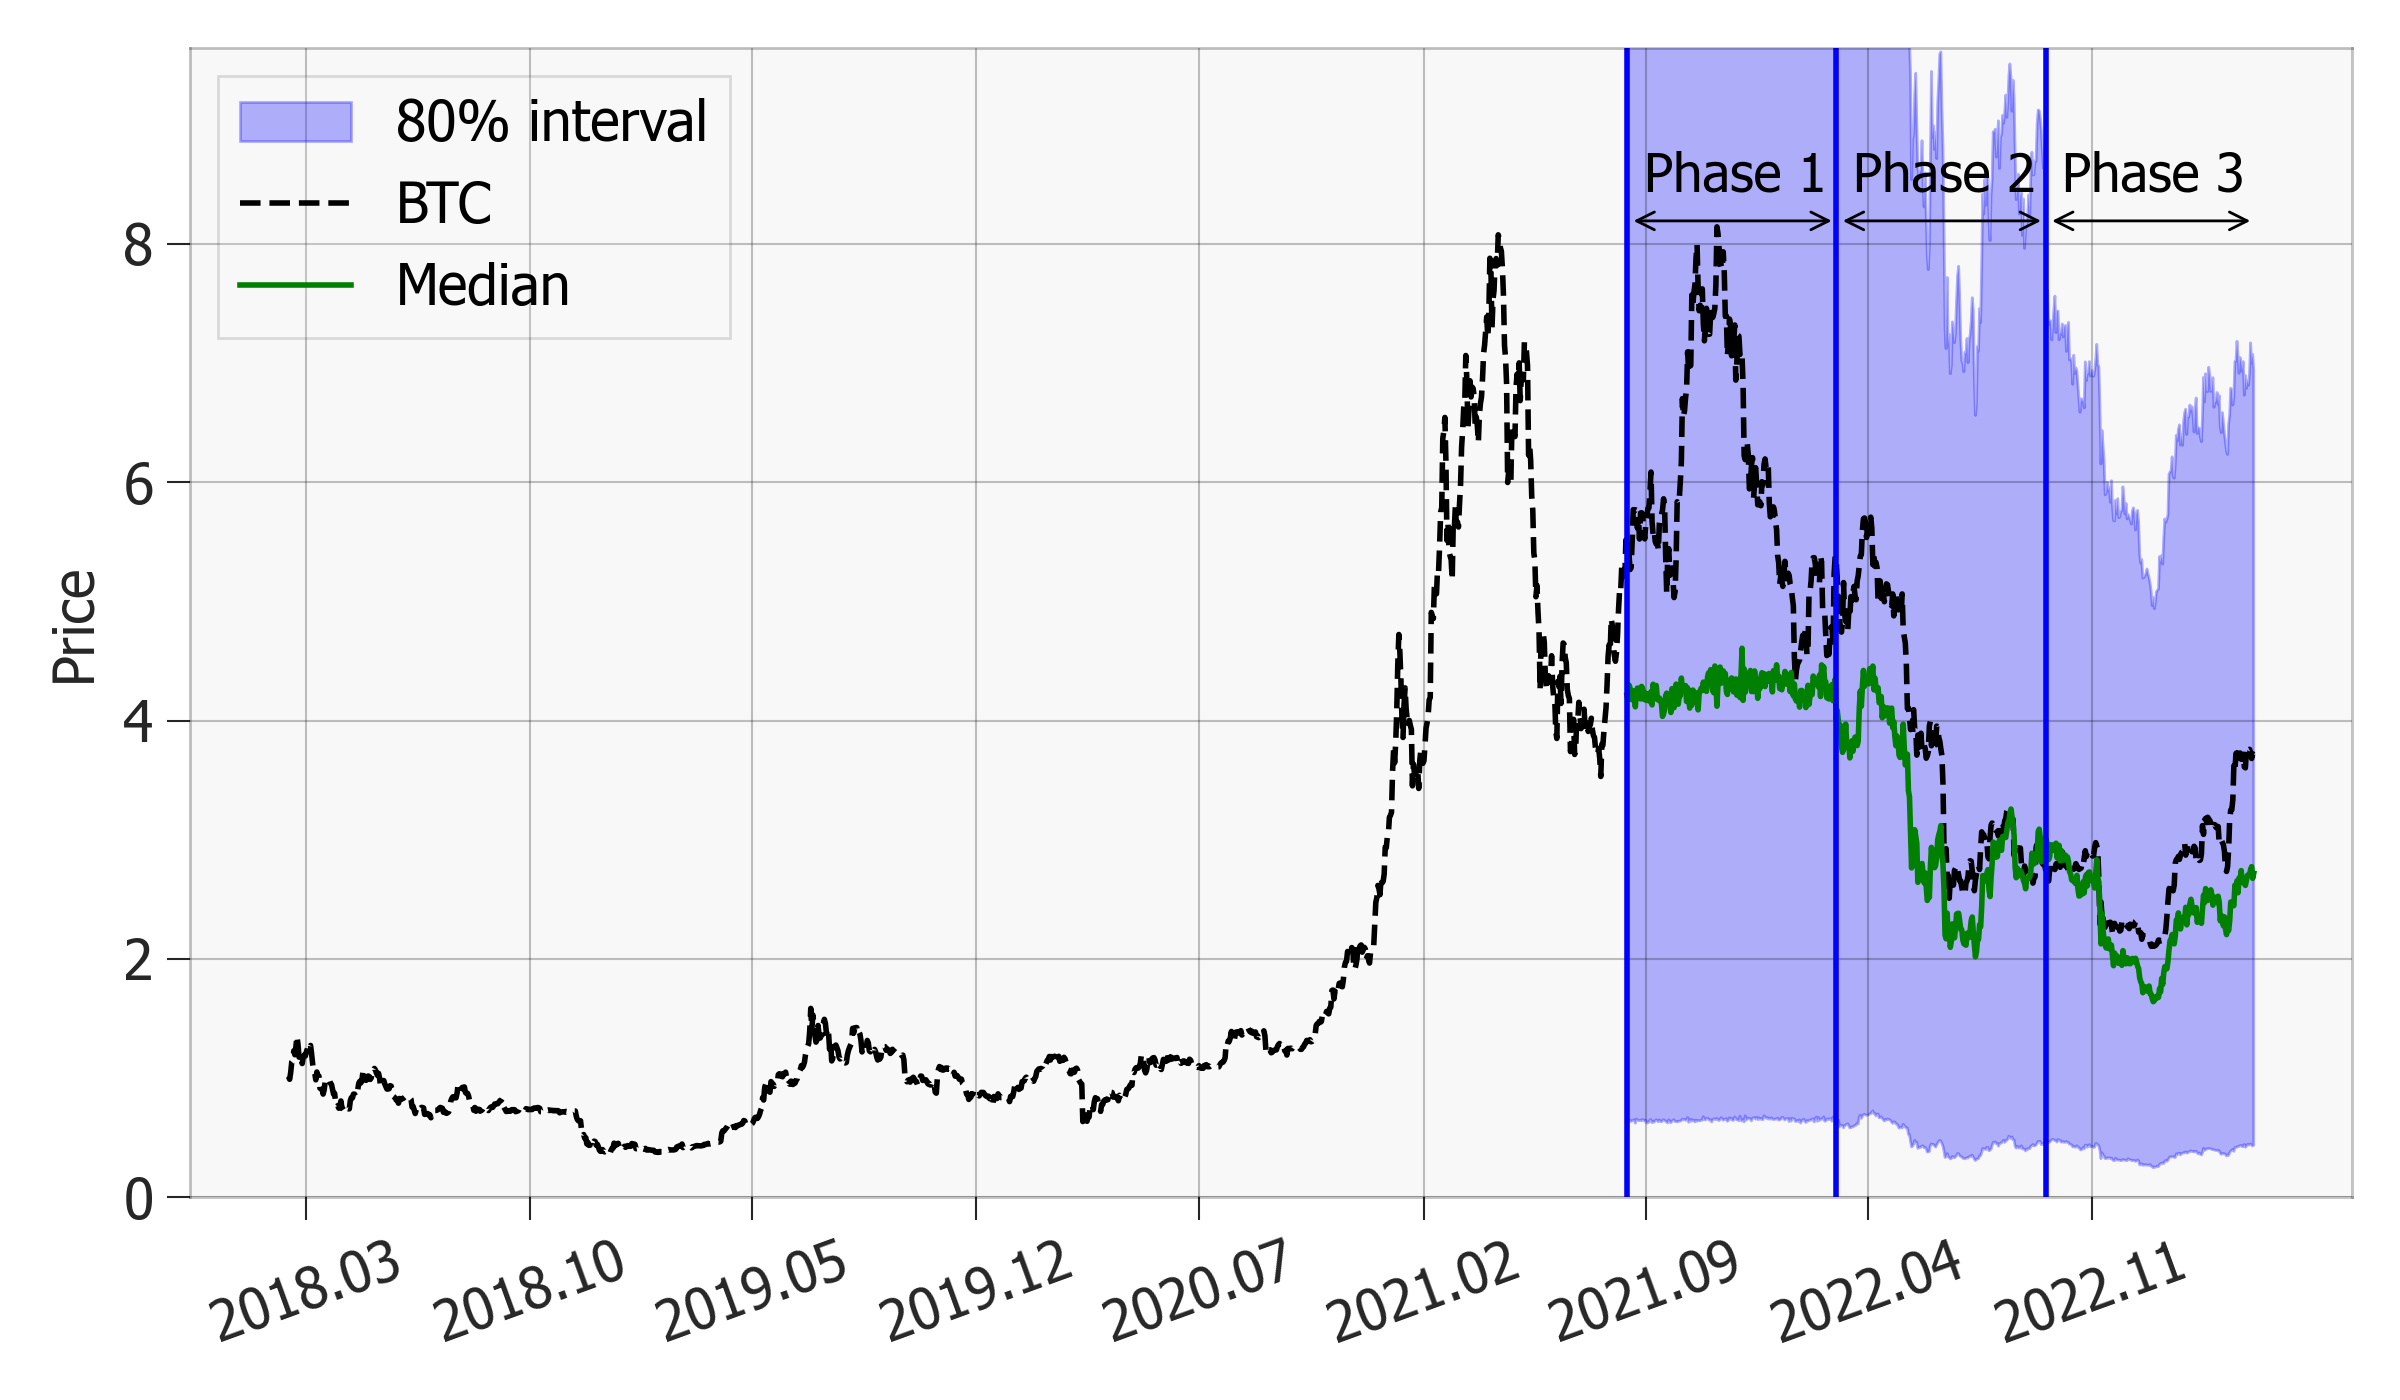 80% interval
BTC
Median
Phase 1
Phase 2
Phase 3
Price
8
6
4
2
0
2018.03
2018.10
2019.05
2019.12
2020.07
2021.02
2021.09
2022.04
2022.11